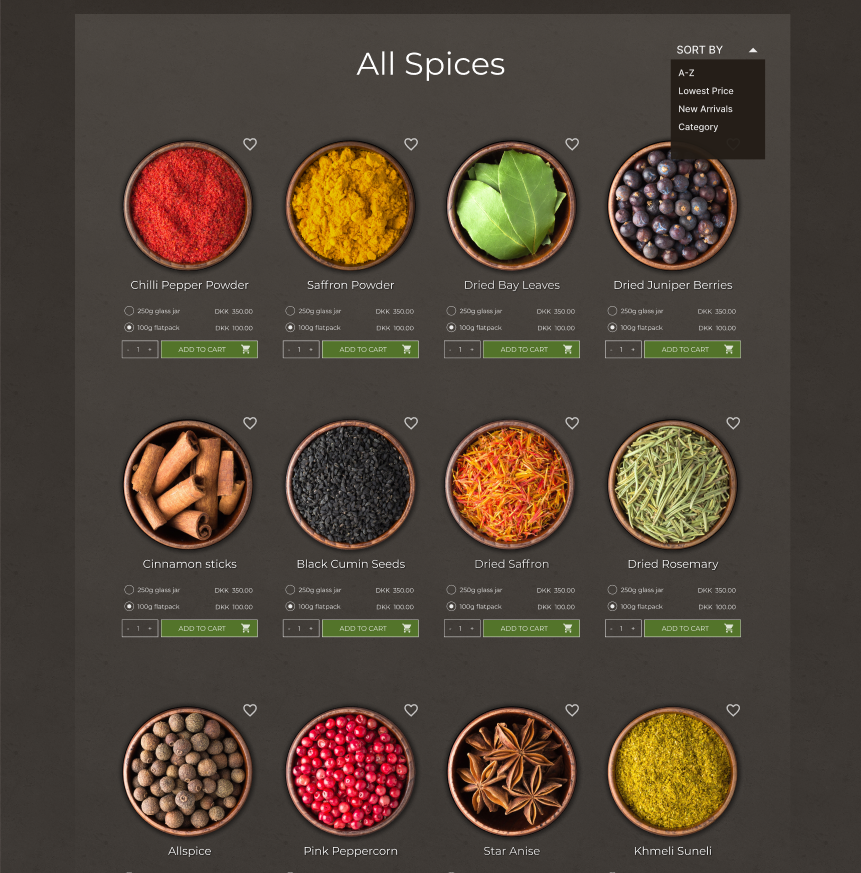 All Spices
SORT BY
A-Z
Lowest Price
New Arrivals
Category
Chilli Pepper Powder
250g glass jar DKK 350.00
100g flatpack DKK 100.00
- 1 + ADD TO CART
Saffron Powder
250g glass jar DKK 350.00
100g flatpack DKK 100.00
- 1 + ADD TO CART
Dried Bay Leaves
250g glass jar DKK 350.00
100g flatpack DKK 100.00
- 1 + ADD TO CART
Dried Juniper Berries
250g glass jar DKK 350.00
100g flatpack DKK 100.00
- 1 + ADD TO CART
Cinnamon sticks
250g glass jar DKK 350.00
100g flatpack DKK 100.00
- 1 + ADD TO CART
Black Cumin Seeds
250g glass jar DKK 350.00
100g flatpack DKK 100.00
- 1 + ADD TO CART
Dried Saffron
250g glass jar DKK 350.00
100g flatpack DKK 100.00
- 1 + ADD TO CART
Dried Rosemary
250g glass jar DKK 350.00
100g flatpack DKK 100.00
- 1 + ADD TO CART
Allspice
Pink Peppercorn
Star Anise
Khmeli Suneli